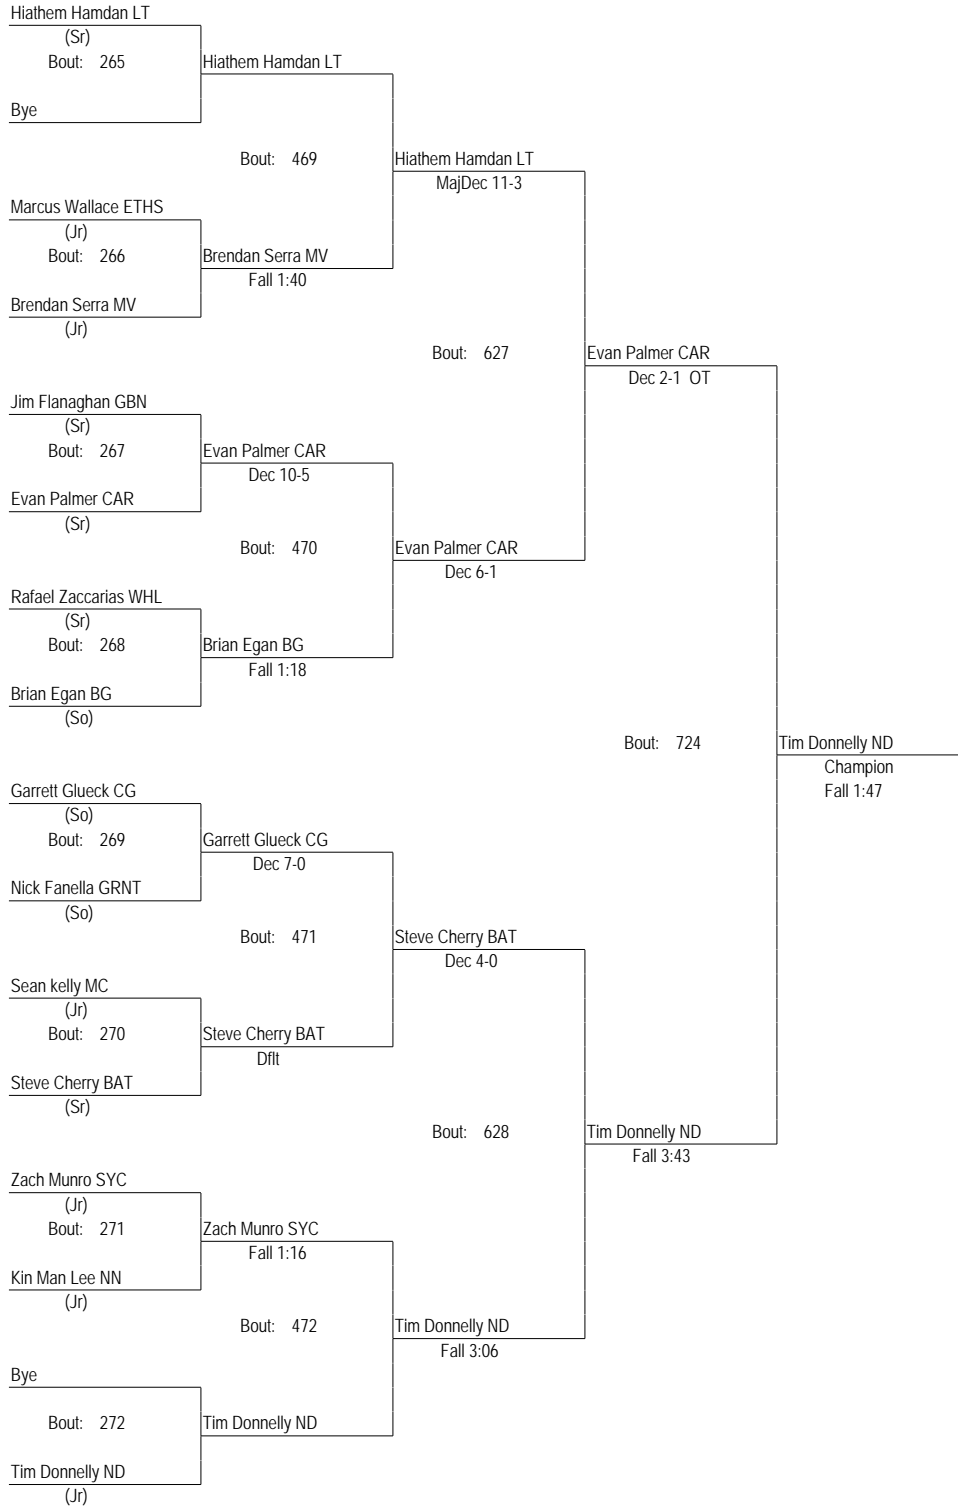 Hiathem Hamdan LT
(Sr)
Bout: 265
Hiathem Hamdan LT
Bye
Bout: 469
Hiathem Hamdan LT
MajDec 11-3
Marcus Wallace ETHS
(Jr)
Bout: 266
Brendan Serra MV
Fall 1:40
Brendan Serra MV
(Jr)
Bout: 627
Evan Palmer CAR
Dec 2-1 OT
Jim Flanaghan GBN
(Sr)
Bout: 267
Evan Palmer CAR
Dec 10-5
Evan Palmer CAR
(Sr)
Bout: 470
Evan Palmer CAR
Dec 6-1
Rafael Zaccarias WHL
(Sr)
Bout: 268
Brian Egan BG
Fall 1:18
Brian Egan BG
(So)
Bout: 724
Tim Donnelly ND
Champion
Fall 1:47
Garrett Glueck CG
(So)
Bout: 269
Garrett Glueck CG
Dec 7-0
Nick Fanella GRNT
(So)
Bout: 471
Steve Cherry BAT
Dec 4-0
Sean kelly MC
(Jr)
Bout: 270
Steve Cherry BAT
Dflt
Steve Cherry BAT
(Sr)
Bout: 628
Tim Donnelly ND
Fall 3:43
Zach Munro SYC
(Jr)
Bout: 271
Zach Munro SYC
Fall 1:16
Kin Man Lee NN
(Jr)
Bout: 472
Tim Donnelly ND
Fall 3:06
Bye
Bout: 272
Tim Donnelly ND
Tim Donnelly ND
(Jr)